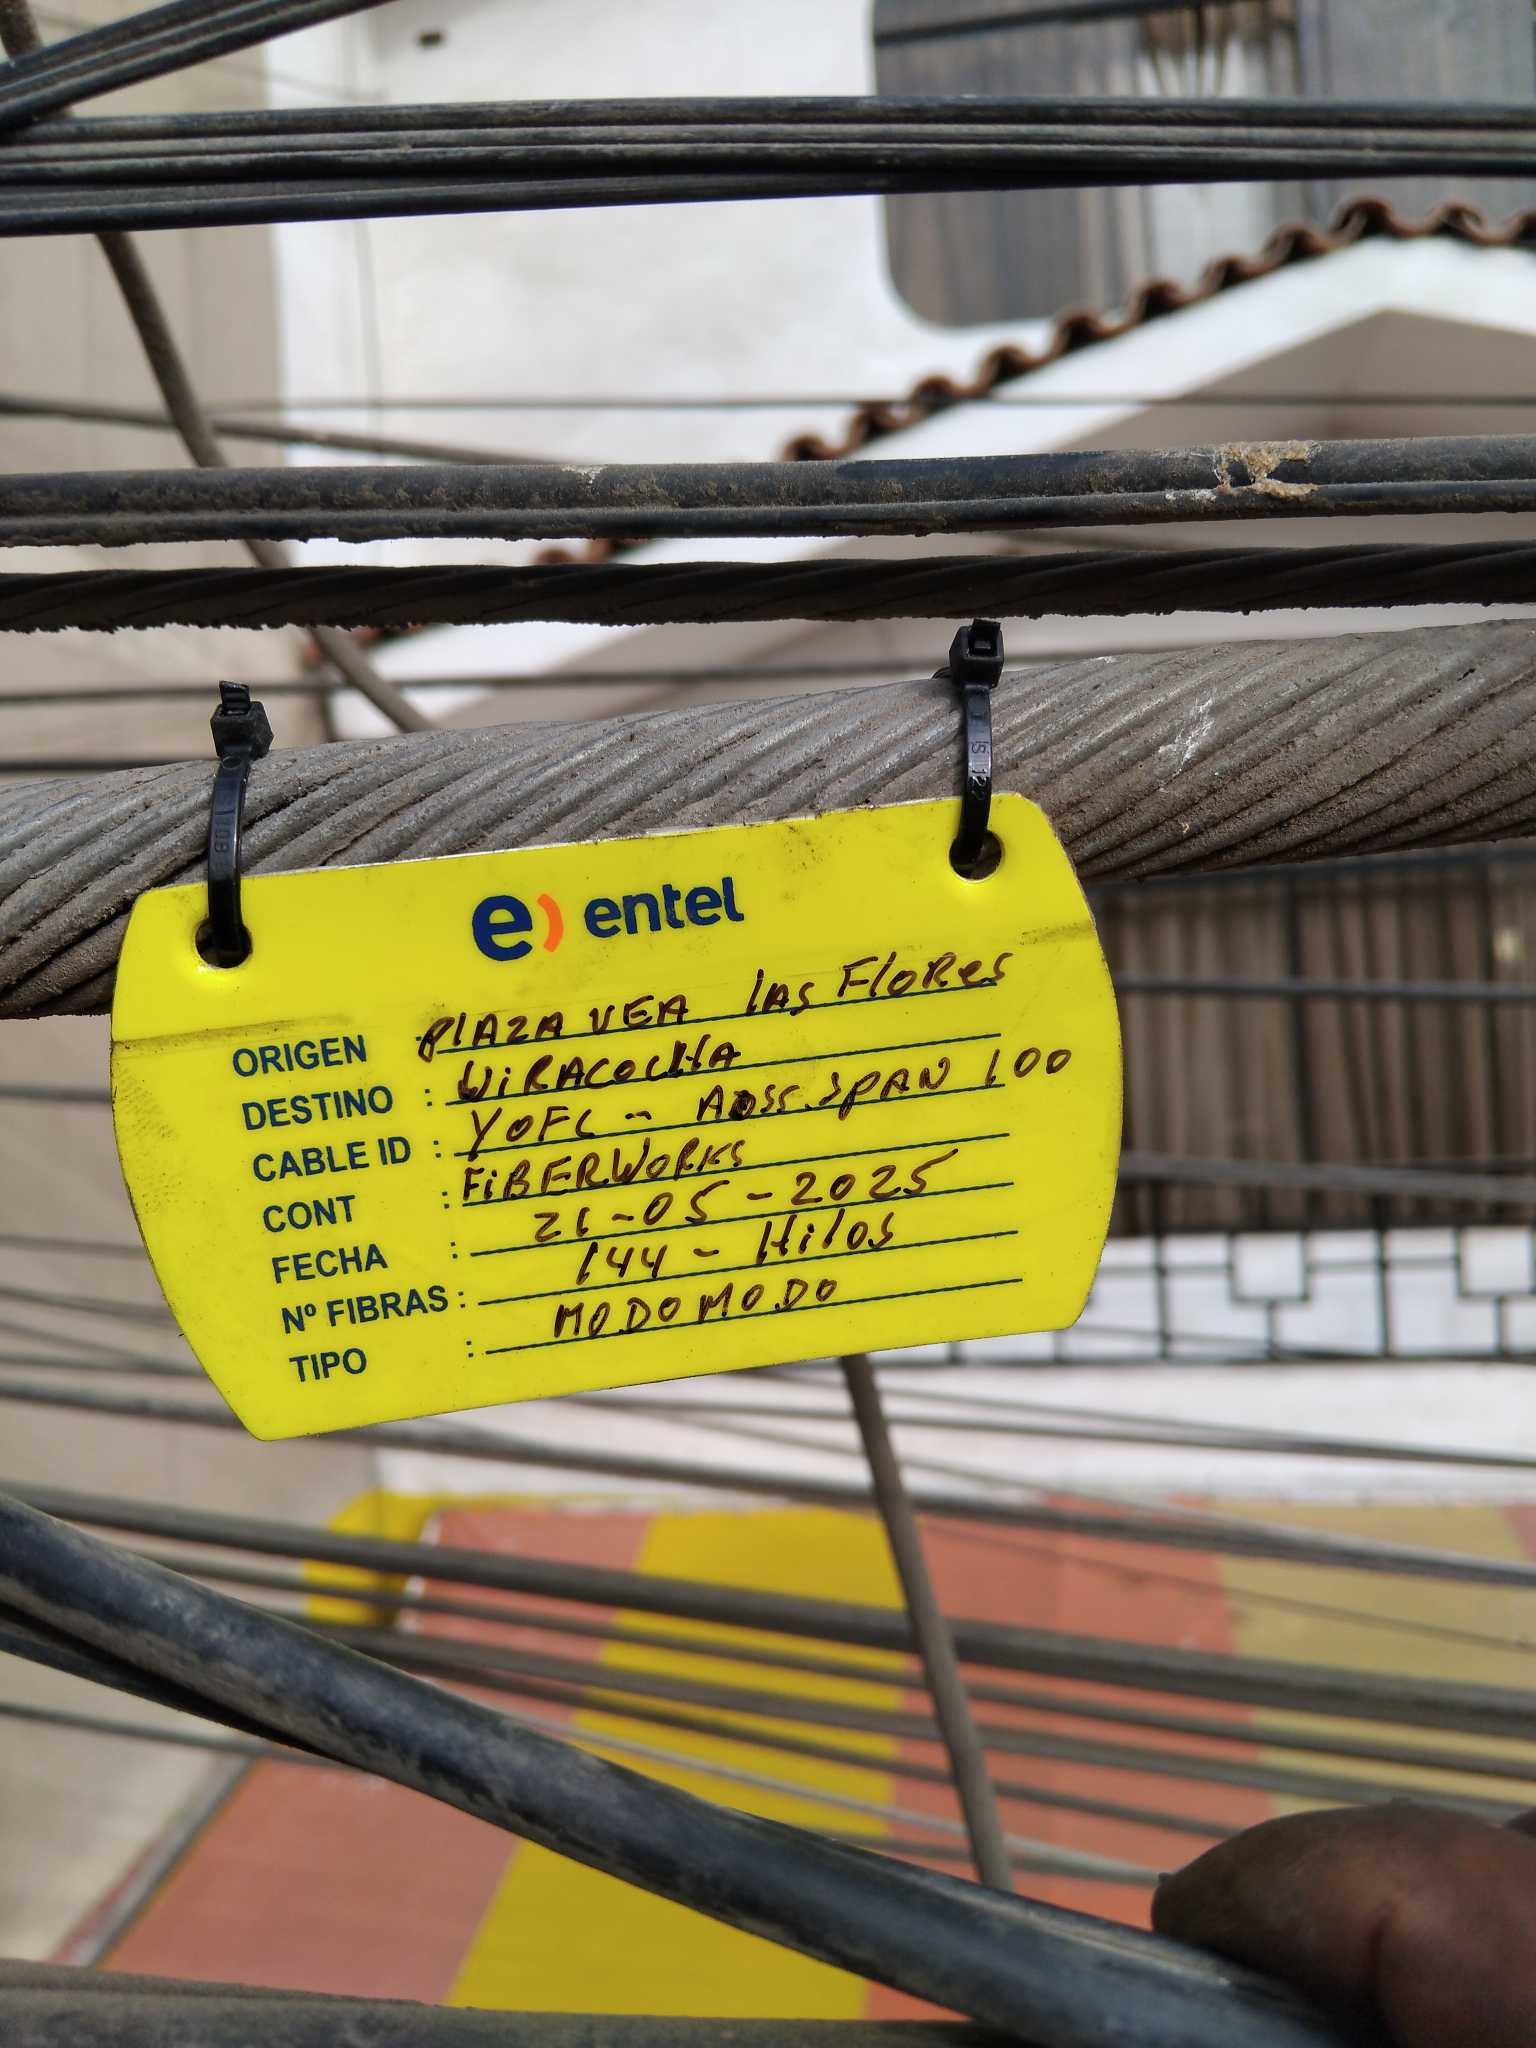 e) entel
ORIGEN : PLAZA VEA LAS FLORES
DESTINO : WIRACOCHA
CABLE ID : YOFC - ADSS.SPAN 100
CONT : FIBERWORKS
FECHA : 21-05-2025
Nº FIBRAS : 144 - Hilos
TIPO : MODOMODO